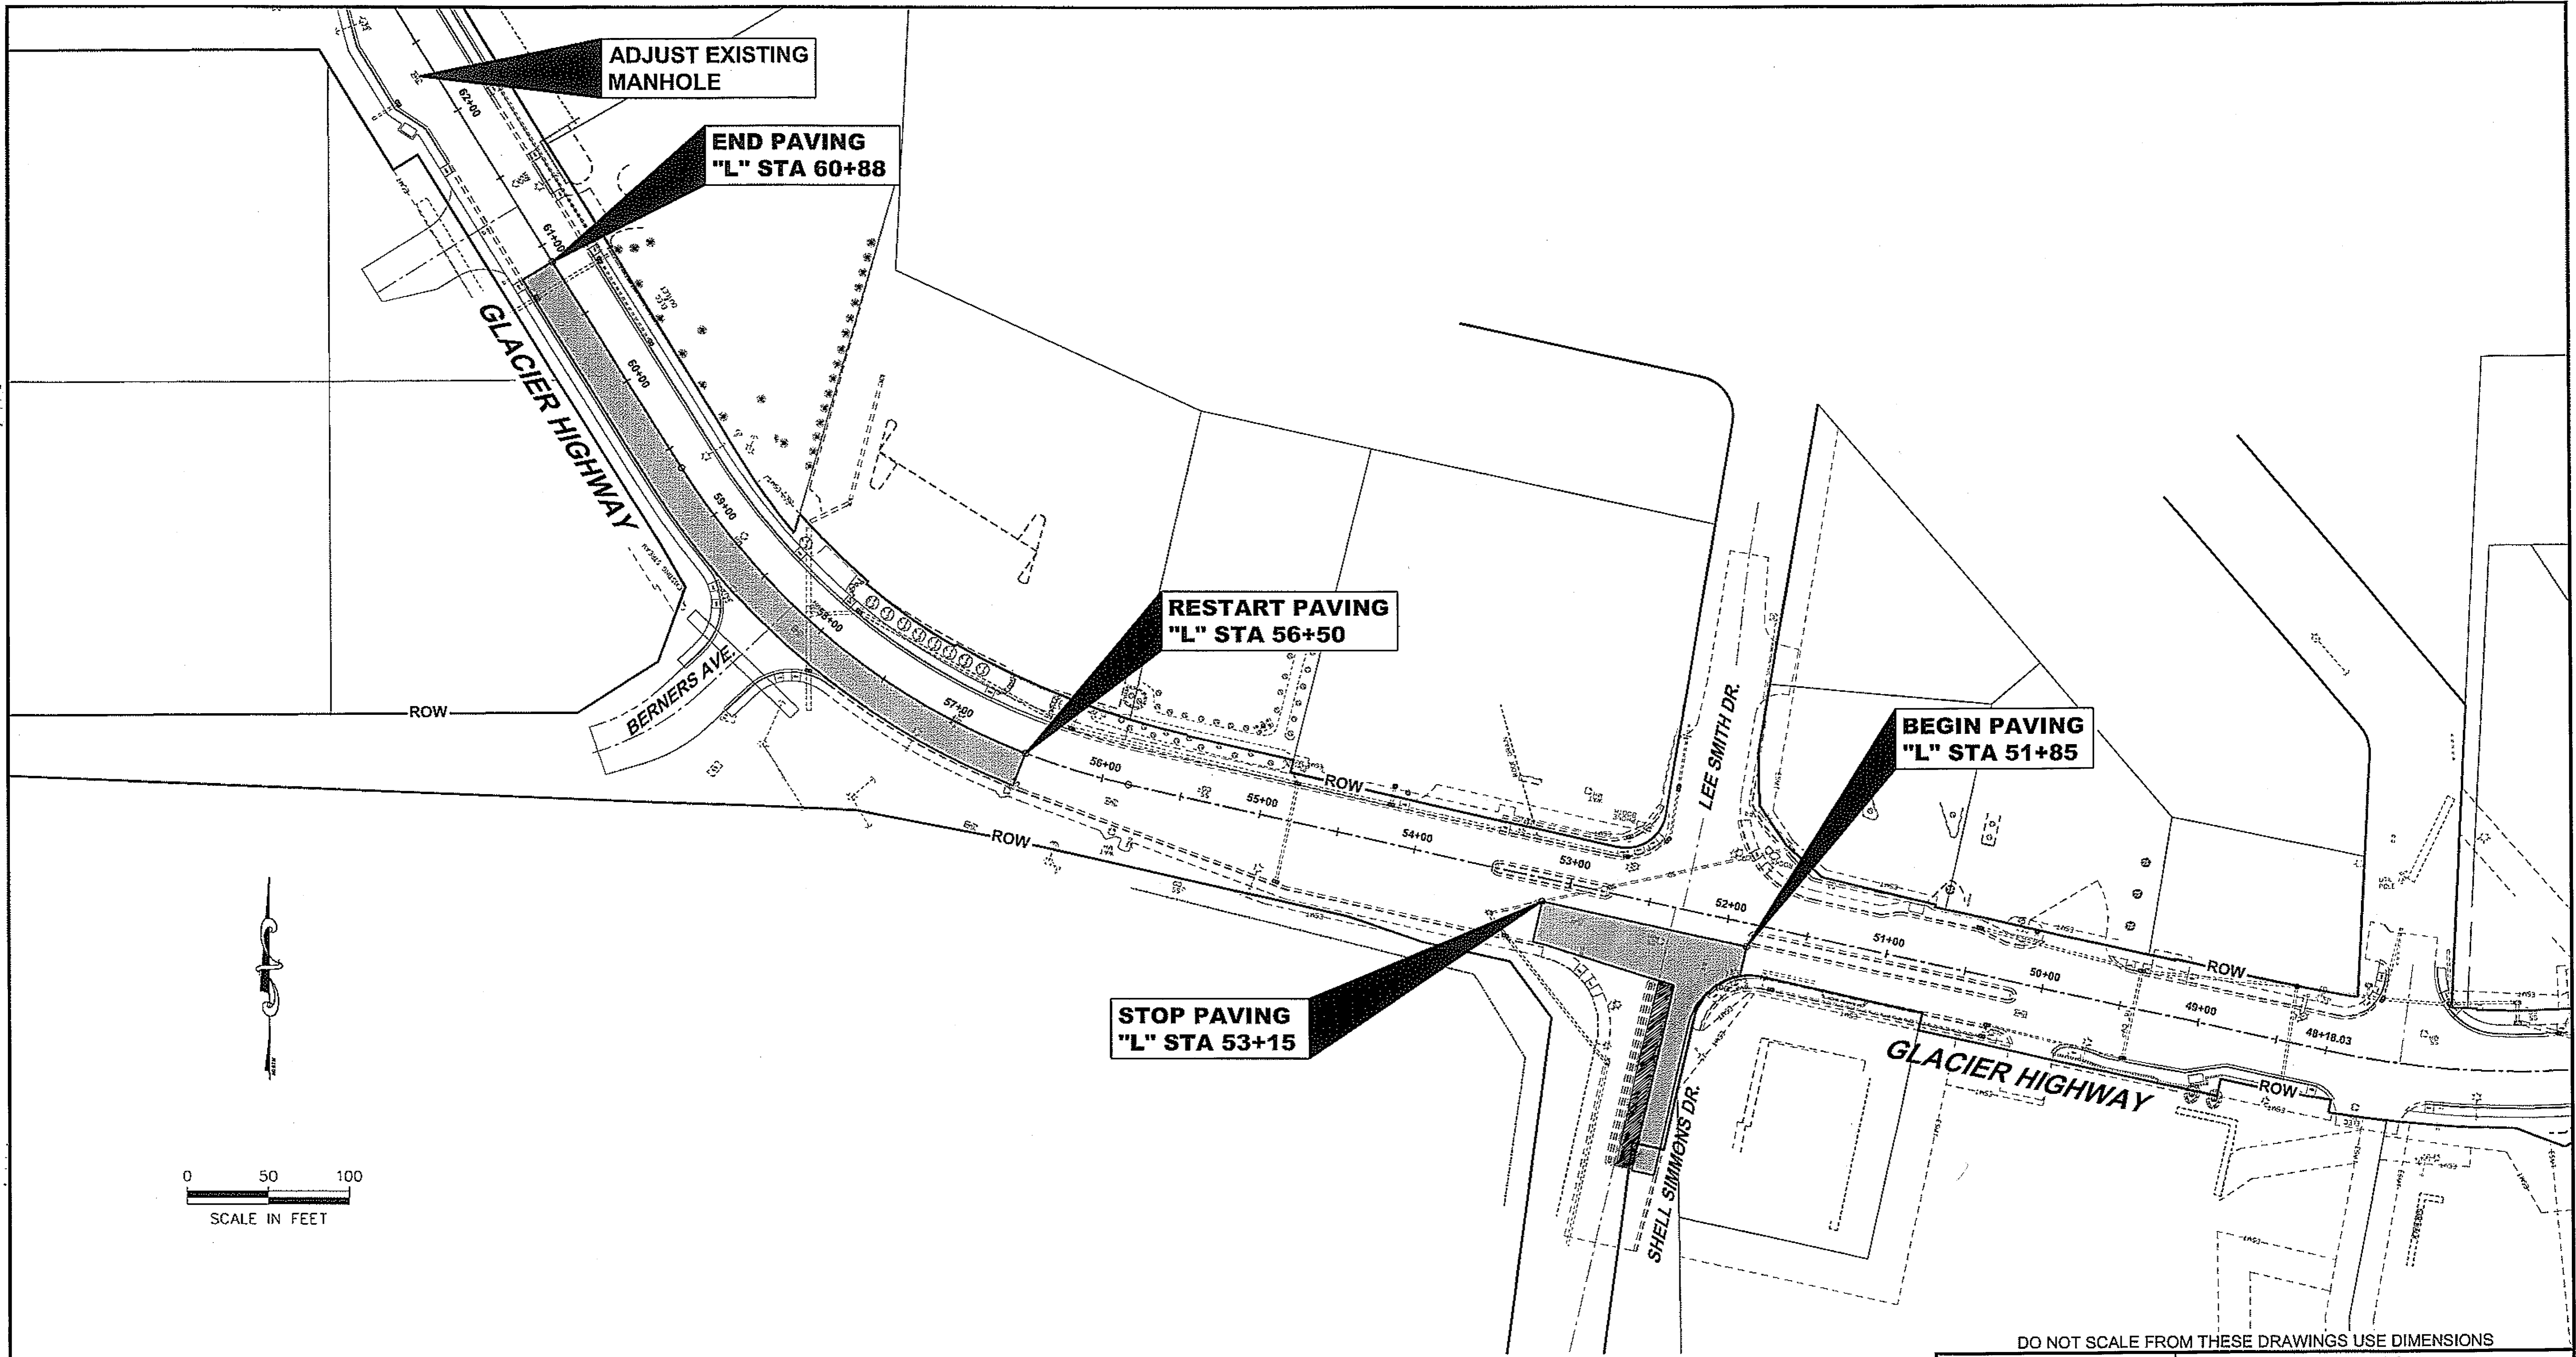 ADJUST EXISTING
MANHOLE
62+00
END PAVING
"L" STA 60+88
61+00
GLACIER HIGHWAY
60+00
59+00
58+00
RESTART PAVING
"L" STA 56+50
BERNERS AVE.
ROW
57+00
56+00
55+00
ROW
54+00
53+00
LEE SMITH DR.
BEGIN PAVING
"L" STA 51+85
ROW
52+00
51+00
50+00
ROW
49+00
48+18.03
STOP PAVING
"L" STA 53+15
GLACIER HIGHWAY
ROW
SHELL SIMMONS DR.
0 50 100
SCALE IN FEET
DO NOT SCALE FROM THESE DRAWINGS USE DIMENSIONS